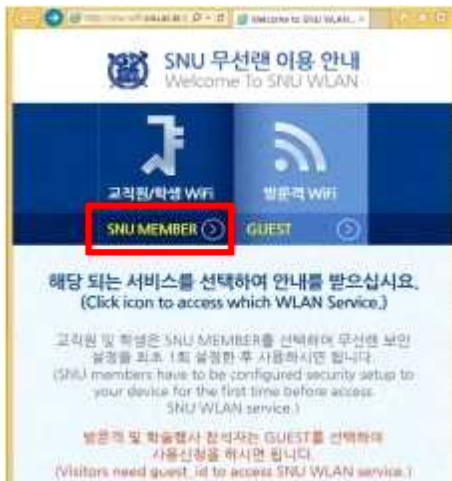 Welcome to SNU WLAN...
SNU 무선랜 이용 안내
Welcome To SNU WLAN
교직원/학생 WiFi
방문객 WiFi
SNU MEMBER
GUEST
해당 되는 서비스를 선택하여 안내를 받으십시요.
(Click icon to access which WLAN Service.)
교직원 및 학생은 SNU MEMBER를 선택하여 무선랜 보안
설정을 최초 1회 설정한 후 사용하시면 됩니다
(SNU members have to be configured security setup to
your device for the first time before access
SNU WLAN service.)
방문객 및 학술행사 참석자는 GUEST를 선택하여
사용신청을 하시면 됩니다
(Visitors need guest_id to access SNU WLAN service.)